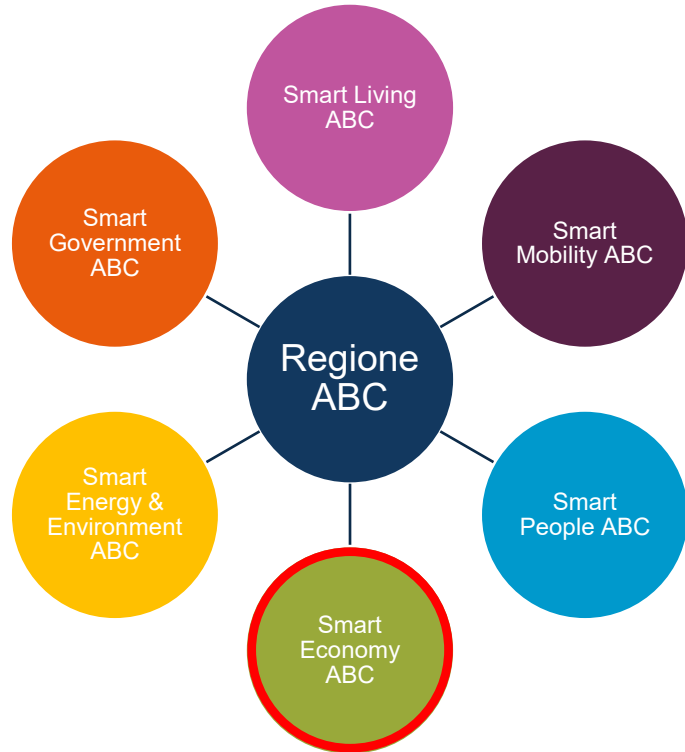 Smart Living
ABC
Smart
Government
ABC
Smart
Mobility ABC
Regione
ABC
Smart
Energy &
Environment
ABC
Smart
People ABC
Smart
Economy
ABC